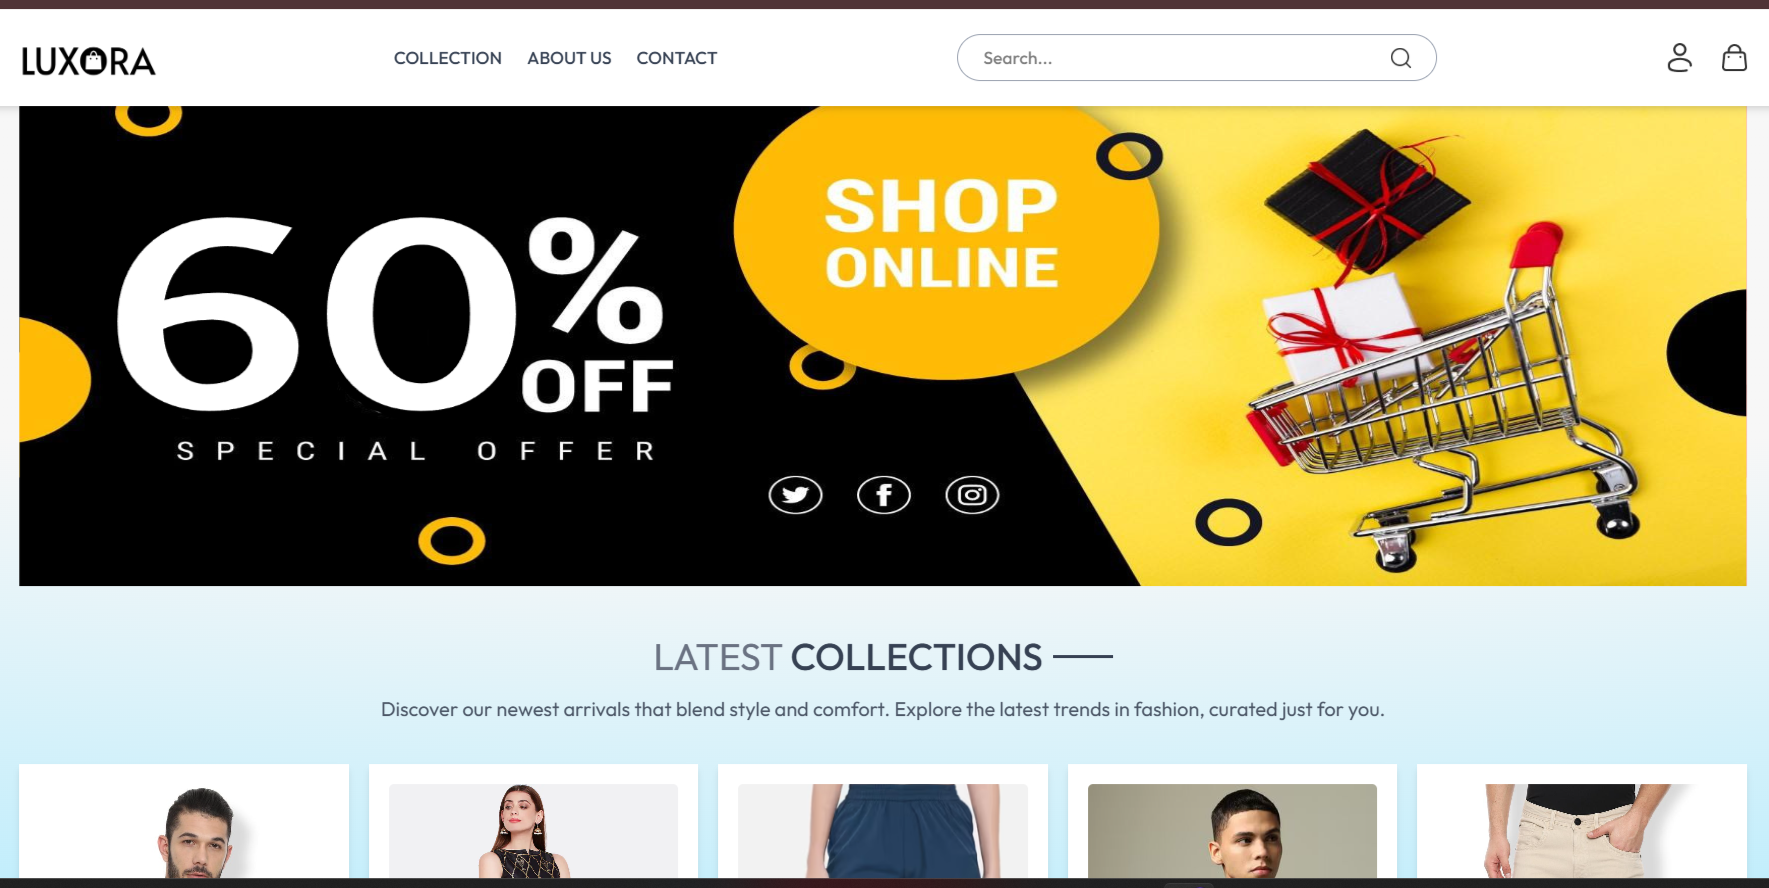 LUXORA
COLLECTION ABOUT US CONTACT
Search...
60%
OFF
SPECIAL OFFER
SHOP
ONLINE
LATEST COLLECTIONS
Discover our newest arrivals that blend style and comfort. Explore the latest trends in fashion, curated just for you.